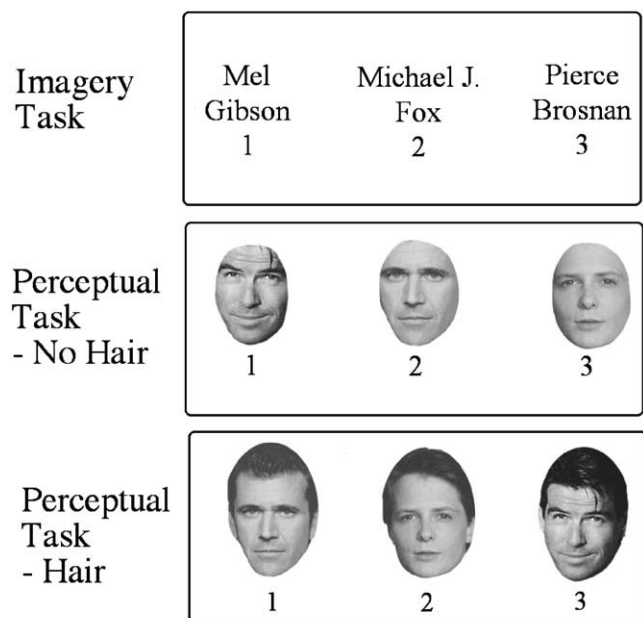 Imagery
Task
Mel
Gibson
1
Michael J.
Fox
2
Pierce
Brosnan
3
Perceptual
Task
- No Hair
1
2
3
Perceptual
Task
- Hair
1
2
3